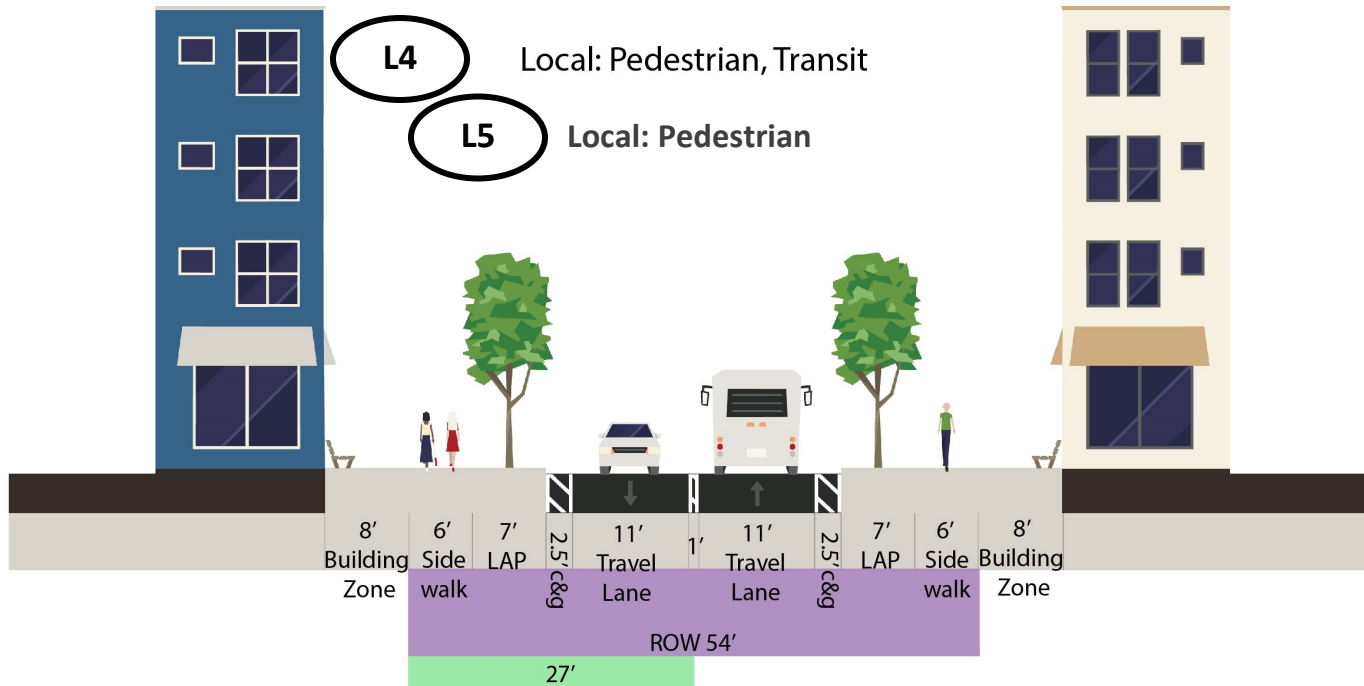 L4
Local: Pedestrian, Transit
L5
Local: Pedestrian
8’
Building
Zone
6’
Side
walk
7’
LAP
2.5’ c&g
11’
Travel
Lane
1’
11’
Travel
Lane
2.5’ c&g
7’
LAP
6’
Side
walk
8’
Building
Zone
ROW 54’
27’